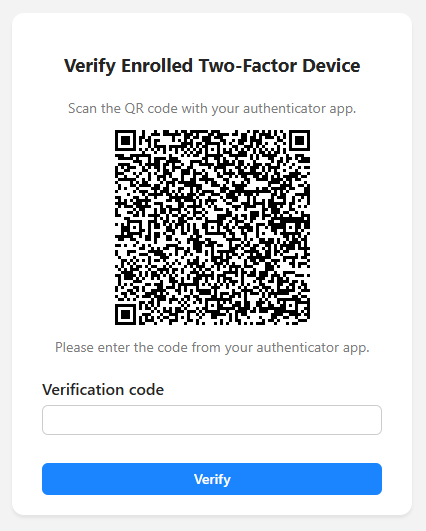 Verify Enrolled Two-Factor Device
Scan the QR code with your authenticator app.
Please enter the code from your authenticator app.
Verification code
Verify